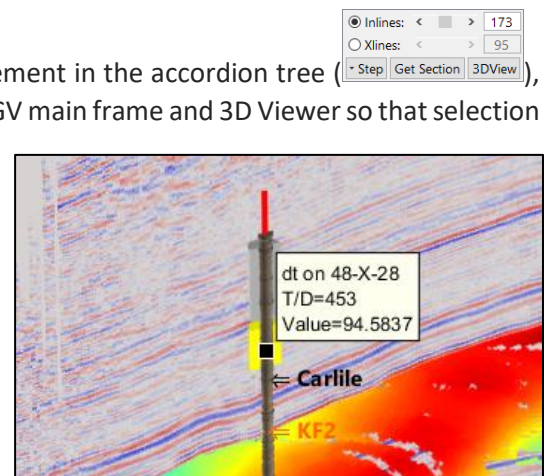 Inlines: < > 173
Xlines: < > 95
Step Get Section 3DView
ement in the accordion tree ( ),
GV main frame and 3D Viewer so that selection
dt on 48-X-28
T/D=453
Value=94.5837
⇐ Carlile
⇐ KF2